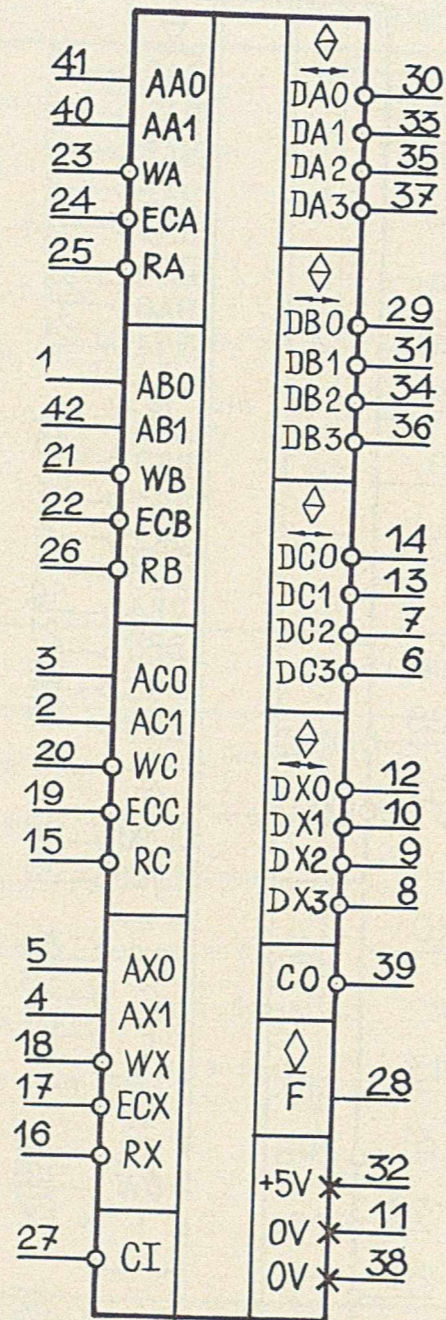 41 AA0
40 AA1
23 WA
24 ECA
25 RA
1 AB0
42 AB1
21 WB
22 ECB
26 RB
3 AC0
2 AC1
20 WC
19 ECC
15 RC
5 AX0
4 AX1
18 WX
17 ECX
16 RX
27 CI
DA0 30
DA1 33
DA2 35
DA3 37
DB0 29
DB1 31
DB2 34
DB3 36
DC0 14
DC1 13
DC2 7
DC3 6
DX0 12
DX1 10
DX2 9
DX3 8
CO 39
F 28
+5V 32
0V 11
0V 38